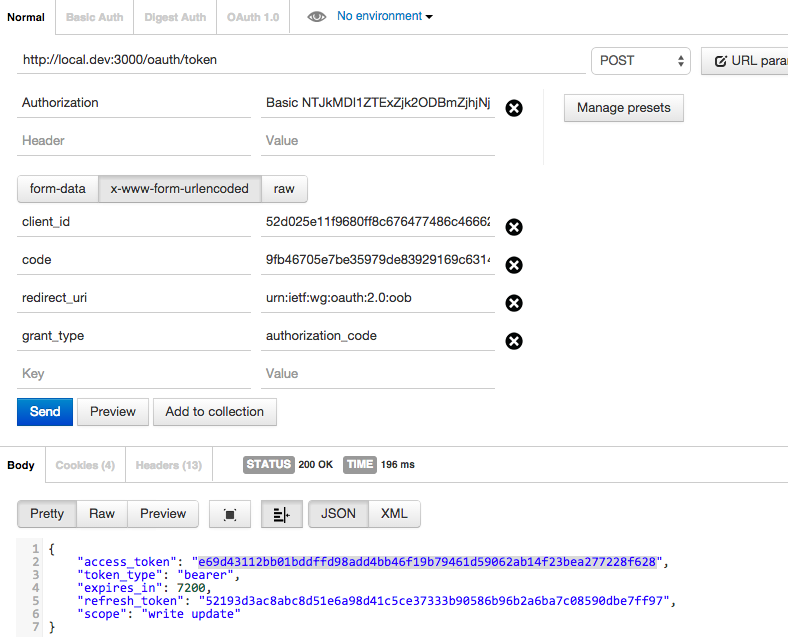 Normal Basic Auth Digest Auth OAuth 1.0 No environment
http://local.dev:3000/oauth/token POST URL para
Authorization Basic NTJkMDI1ZTExZjk2ODBmZjhjNj Manage presets
Header Value
form-data x-www-form-urlencoded raw
client_id 52d025e11f9680ff8c676477486c46662
code 9fb46705e7be35979de83929169c6314
redirect_uri urn:ietf:wg:oauth:2.0:oob
grant_type authorization_code
Key Value
Send Preview Add to collection
Body Cookies (4) Headers (13) STATUS 200 OK TIME 196 ms
Pretty Raw Preview JSON XML
1 {
2 "access_token": "e69d43112bb01bddffd98add4bb46f19b79461d59062ab14f23bea277228f628",
3 "token_type": "bearer",
4 "expires_in": 7200,
5 "refresh_token": "52193d3ac8abc8d51e6a98d41c5ce37333b90586b96b2a6ba7c08590dbe7ff97",
6 "scope": "write update"
7 }